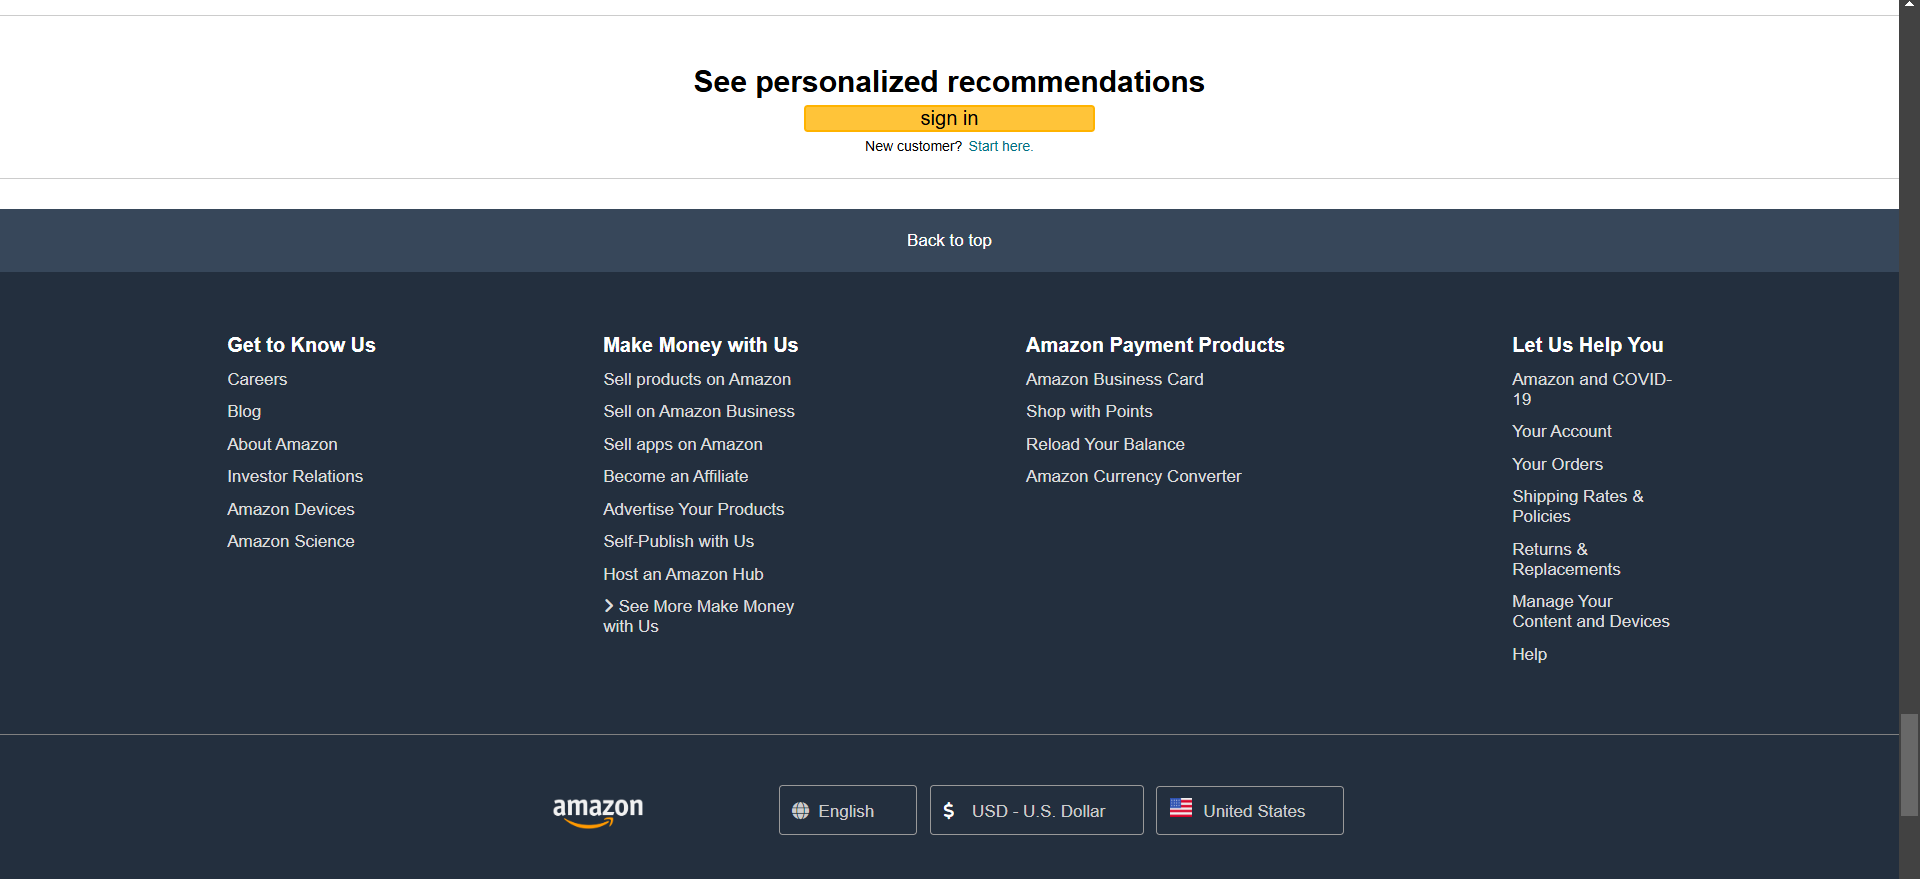 See personalized recommendations
sign in
New customer? Start here.
Back to top
Get to Know Us
Careers
Blog
About Amazon
Investor Relations
Amazon Devices
Amazon Science
Make Money with Us
Sell products on Amazon
Sell on Amazon Business
Sell apps on Amazon
Become an Affiliate
Advertise Your Products
Self-Publish with Us
Host an Amazon Hub
See More Make Money
with Us
Amazon Payment Products
Amazon Business Card
Shop with Points
Reload Your Balance
Amazon Currency Converter
Let Us Help You
Amazon and COVID-
19
Your Account
Your Orders
Shipping Rates &
Policies
Returns &
Replacements
Manage Your
Content and Devices
Help
amazon
English
$ USD - U.S. Dollar
United States